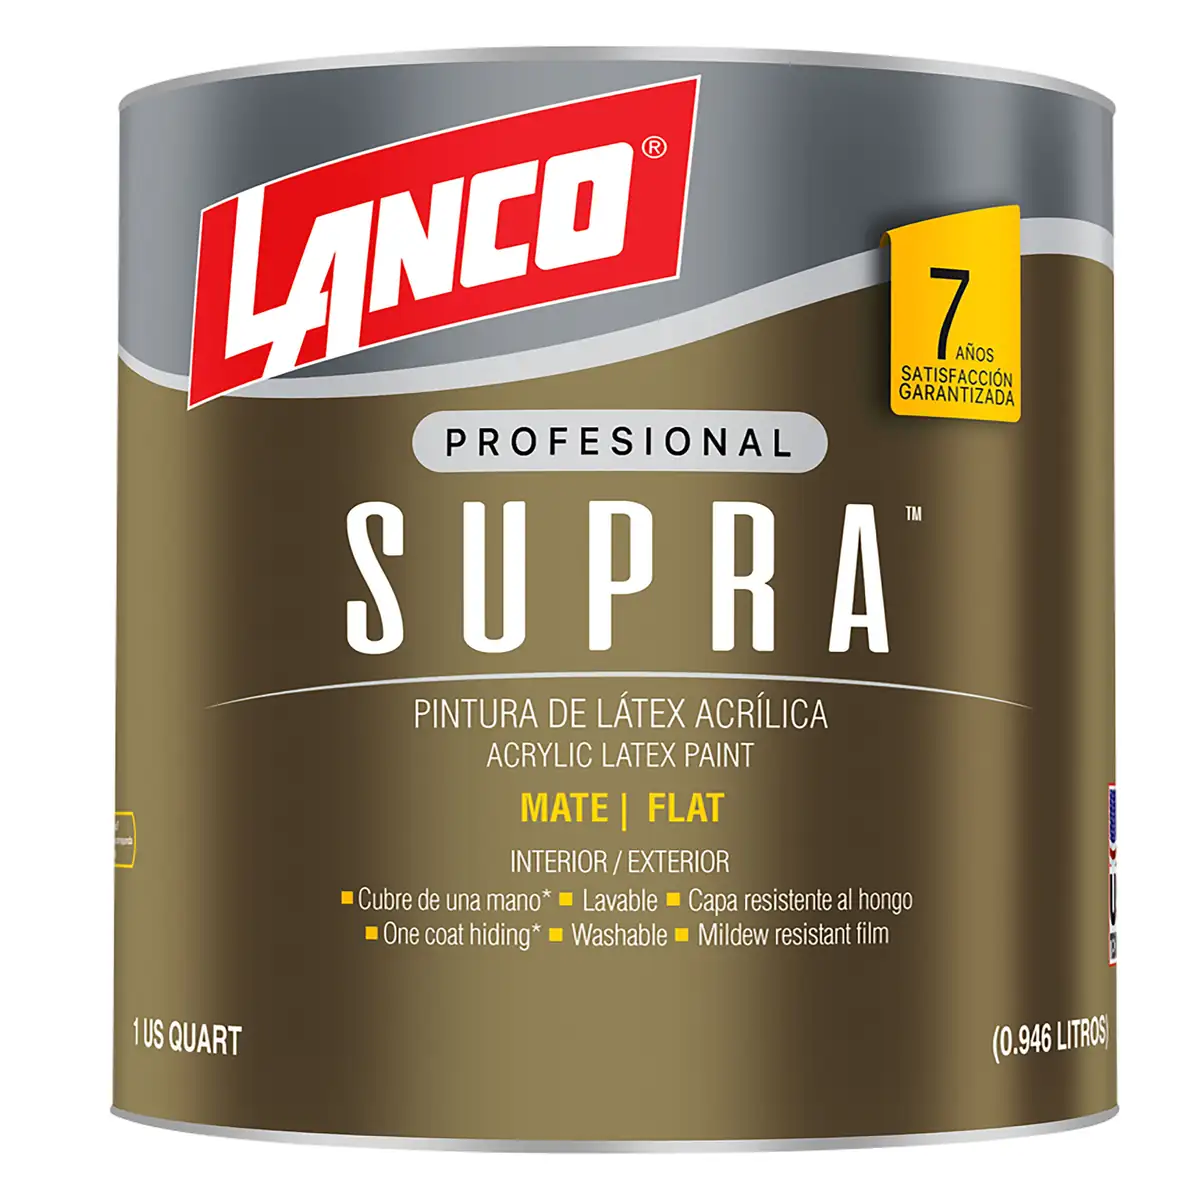 LANCO®
7
AÑOS
SATISFACCIÓN
GARANTIZADA
PROFESIONAL
SUPRA™
PINTURA DE LÁTEX ACRÍLICA
ACRYLIC LATEX PAINT
MATE | FLAT
INTERIOR / EXTERIOR
▪ Cubre de una mano* ▪ Lavable ▪ Capa resistente al hongo
▪ One coat hiding* ▪ Washable ▪ Mildew resistant film
1 US QUART
(0.946 LITROS)